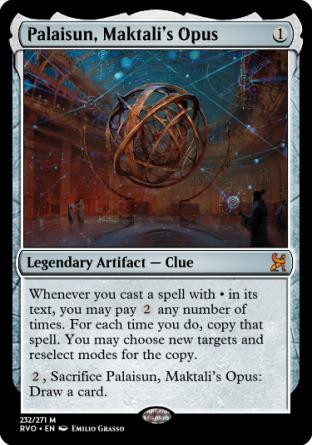 Palaisun, Maktali's Opus 1
Legendary Artifact — Clue
Whenever you cast a spell with • in its
text, you may pay 2 any number of
times. For each time you do, copy that
spell. You may choose new targets and
reselect modes for the copy.
2, Sacrifice Palaisun, Maktali's Opus:
Draw a card.
232/271 M
RVO • EN Emilio Grasso